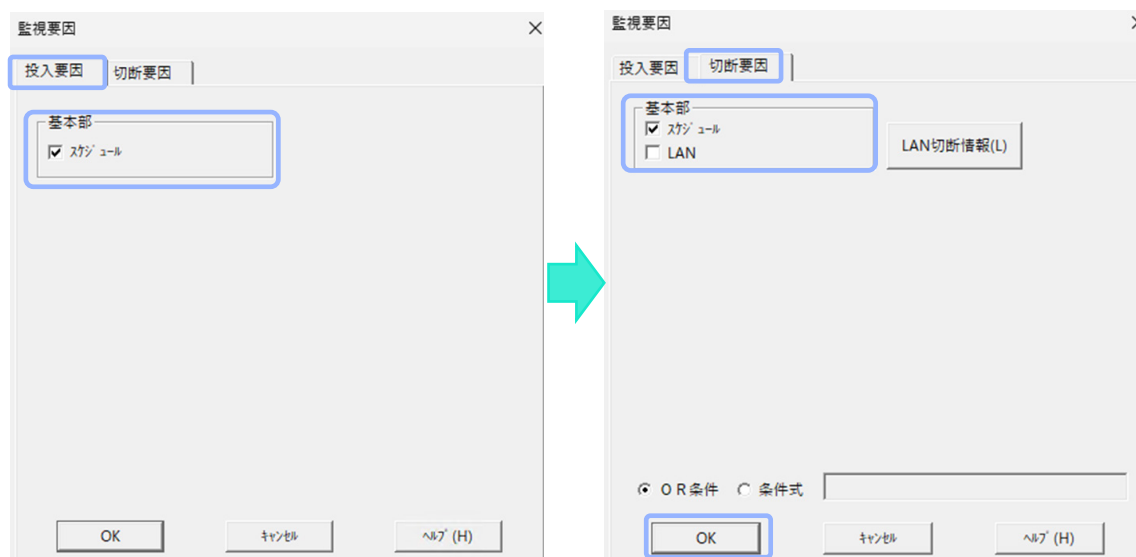 監視要因
投入要因 切断要因
基本部
スケジュール
OK キャンセル ヘルプ(H)
監視要因
投入要因 切断要因
基本部
スケジュール
LAN
LAN切断情報(L)
OR条件 条件式
OK キャンセル ヘルプ(H)